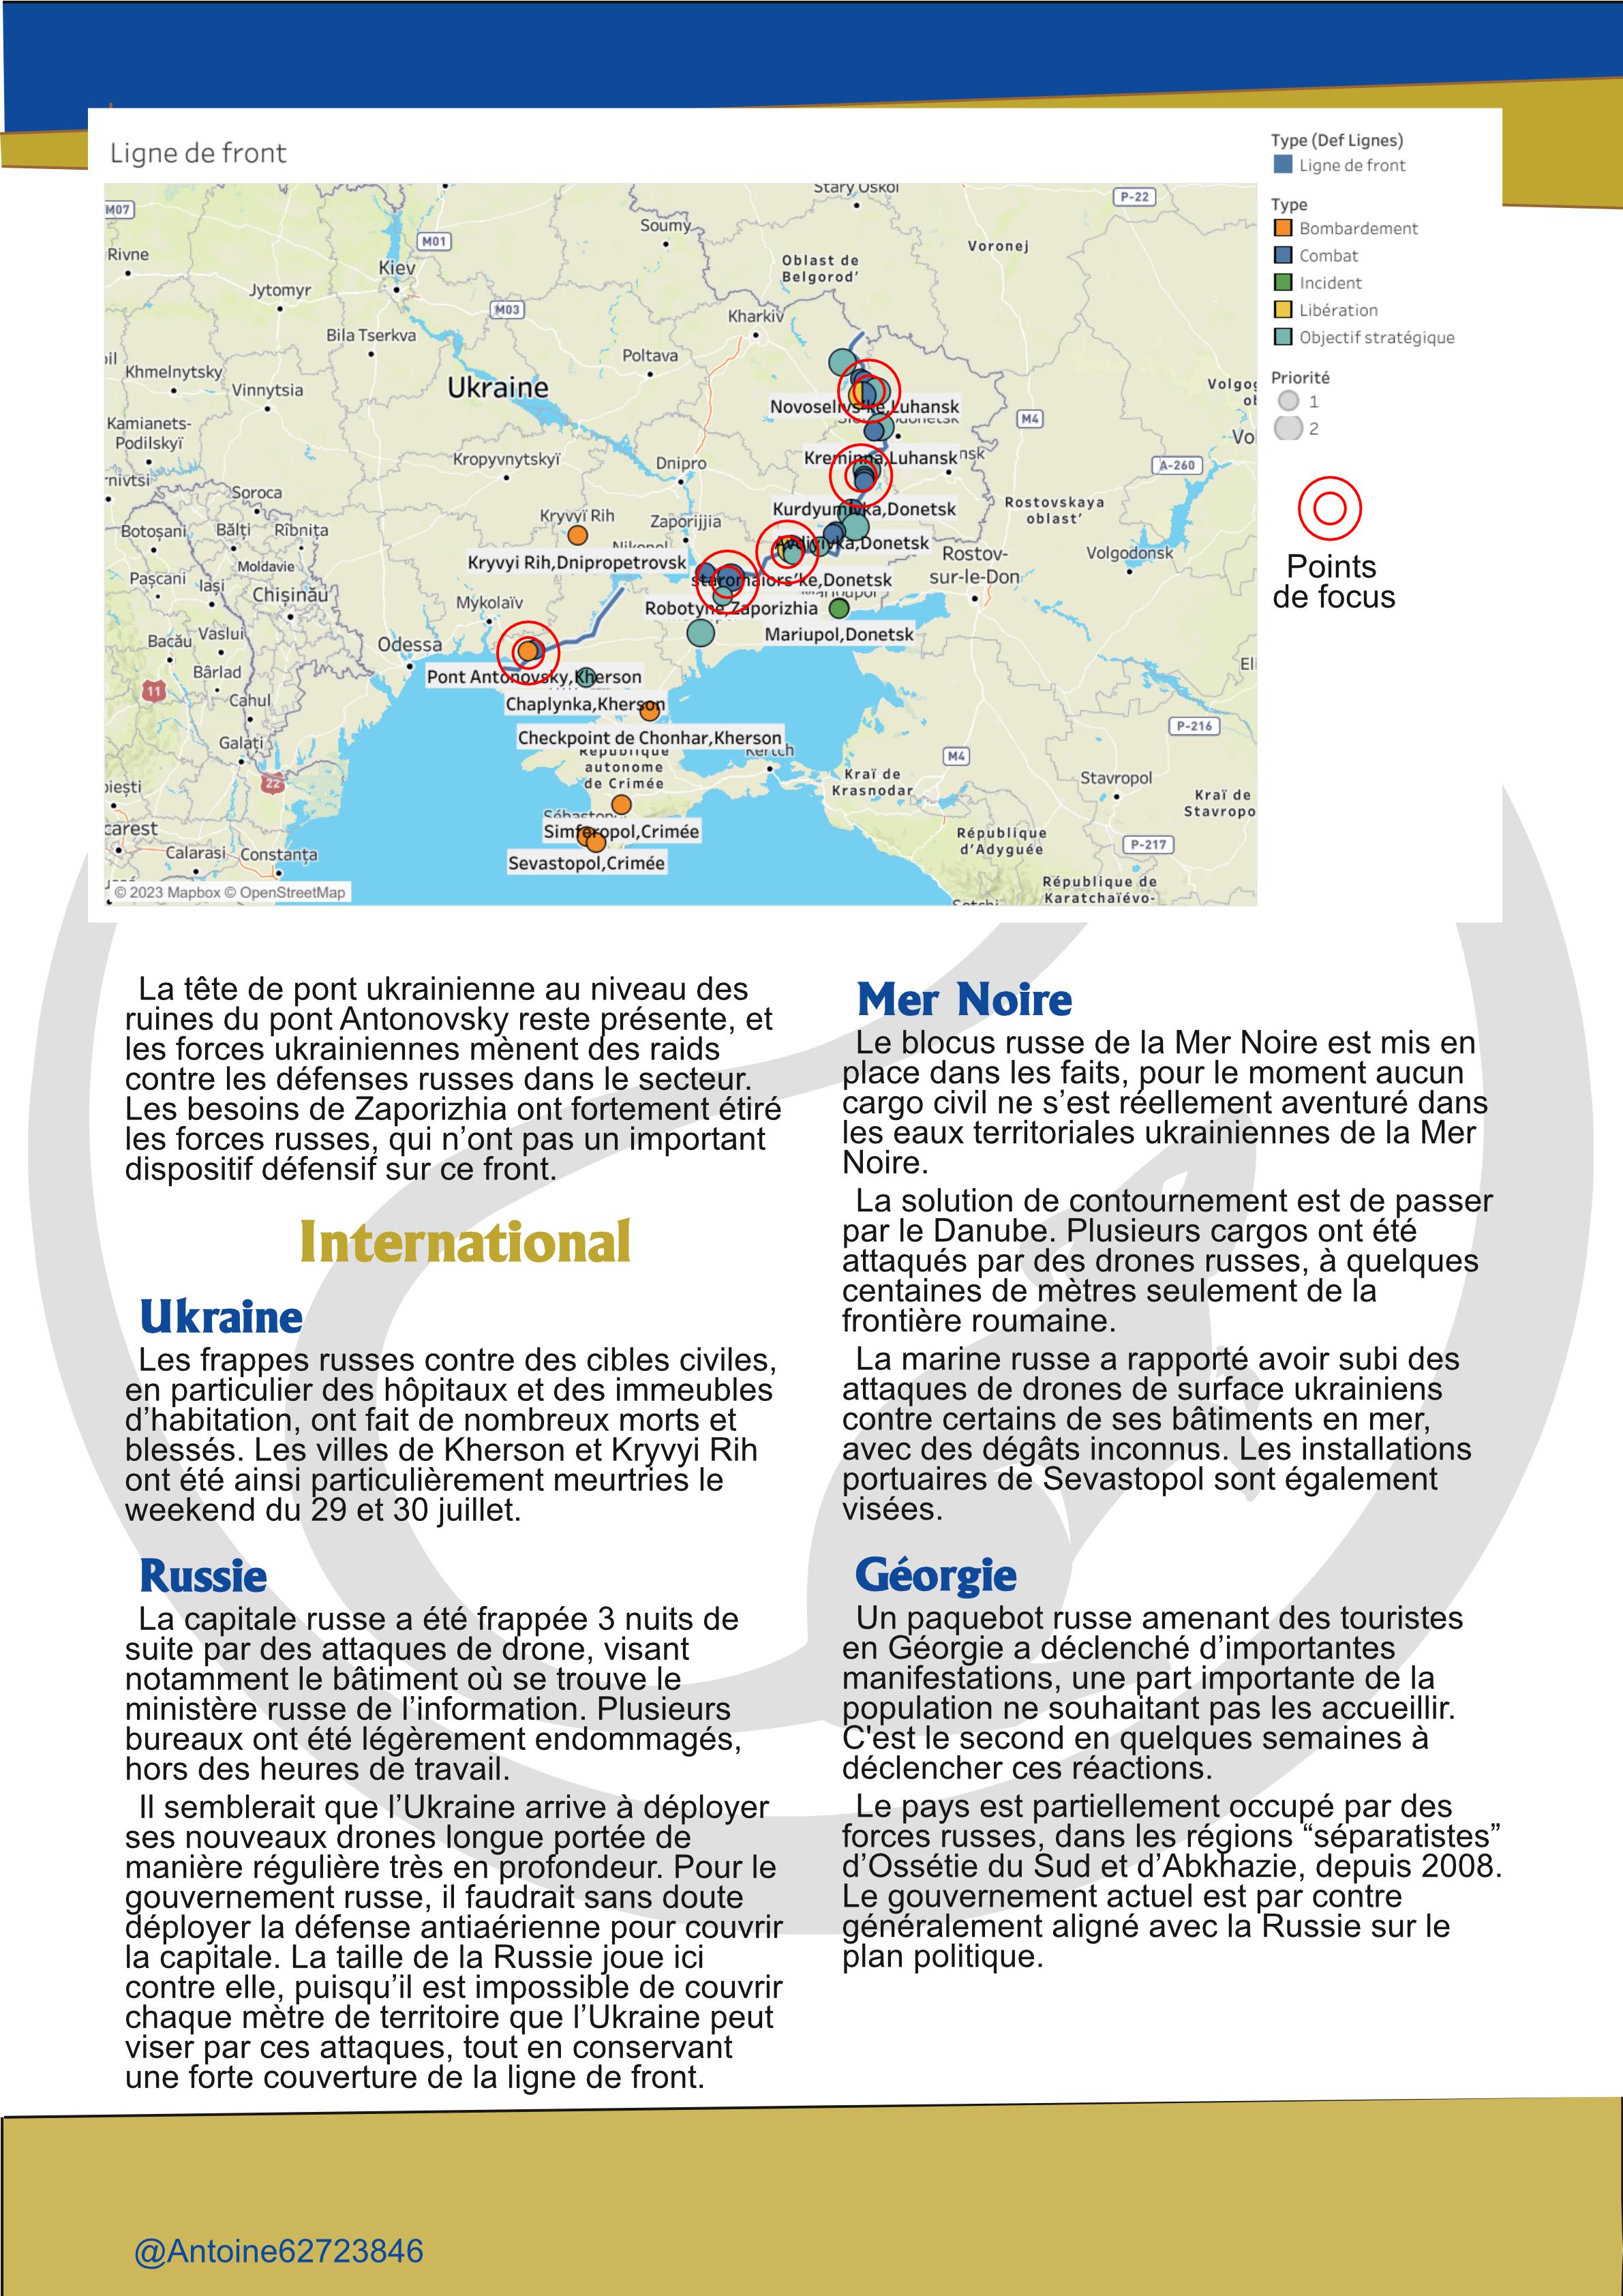 Ligne de front
Type (Def Lignes)
Ligne de front
Type
Bombardement
Combat
Incident
Libération
Objectif stratégique
Priorité
1
2
Points
de focus
Stary Oskol
P-22
M07
Soumy
M01
Voronej
Rivne
Oblast de
Belgorod’
Kiev
Jytomyr
M03
Kharkiv
Bila Tserkva
Poltava
Khmelnytsky
Vinnytsia
Ukraine
Novoselivs'ke,Luhansk
M4
Kamianets-
Podilskyï
Kropyvnytskyï
Dnipro
Kreminna,Luhansk
A-260
Soroca
Kurdyumivka,Donetsk
Rostovskaya
oblast’
Botoşani
Bălți
Rîbnița
Kryvyï Rih
Zaporijjia
Avdiivka,Donetsk
Nikopol
Kryvyi Rih,Dnipropetrovsk
Rostov-
sur-le-Don
Volgodonsk
Moldavie
Paşcani
Iaşi
Chișinău
staromaiors’ke,Donetsk
Mykolaïv
Robotyne,Zaporizhia
Marioupol
Bacău
Vaslui
Odessa
Mariupol,Donetsk
Bârlad
Pont Antonovsky,Kherson
11
Cahul
Chaplynka,Kherson
P-216
Galați
Checkpoint de Chonhar,Kherson
République
autonome
de Crimée
Kertch
M4
22
Kraï de
Krasnodar
Stavropol
Kraï de
Simferopol,Crimée
République
d’Adyguée
P-217
Calarasi
Constanța
Sevastopol,Crimée
République de
Karatchaïévo-
© 2023 Mapbox © OpenStreetMap
La tête de pont ukrainienne au niveau des
ruines du pont Antonovsky reste présente, et
les forces ukrainiennes mènent des raids
contre les défenses russes dans le secteur.
Les besoins de Zaporizhia ont fortement étiré
les forces russes, qui n’ont pas un important
dispositif défensif sur ce front.
International
Ukraine
Les frappes russes contre des cibles civiles,
en particulier des hôpitaux et des immeubles
d’habitation, ont fait de nombreux morts et
blessés. Les villes de Kherson et Kryvyi Rih
ont été ainsi particulièrement meurtries le
weekend du 29 et 30 juillet.
Russie
La capitale russe a été frappée 3 nuits de
suite par des attaques de drone, visant
notamment le bâtiment où se trouve le
ministère russe de l’information. Plusieurs
bureaux ont été légèrement endommagés,
hors des heures de travail.
Il semblerait que l’Ukraine arrive à déployer
ses nouveaux drones longue portée de
manière régulière très en profondeur. Pour le
gouvernement russe, il faudrait sans doute
déployer la défense antiaérienne pour couvrir
la capitale. La taille de la Russie joue ici
contre elle, puisqu’il est impossible de couvrir
chaque mètre de territoire que l’Ukraine peut
viser par ces attaques, tout en conservant
une forte couverture de la ligne de front.
Mer Noire
Le blocus russe de la Mer Noire est mis en
place dans les faits, pour le moment aucun
cargo civil ne s’est réellement aventuré dans
les eaux territoriales ukrainiennes de la Mer
Noire.
La solution de contournement est de passer
par le Danube. Plusieurs cargos ont été
attaqués par des drones russes, à quelques
centaines de mètres seulement de la
frontière roumaine.
La marine russe a rapporté avoir subi des
attaques de drones de surface ukrainiens
contre certains de ses bâtiments en mer,
avec des dégâts inconnus. Les installations
portuaires de Sevastopol sont également
visées.
Géorgie
Un paquebot russe amenant des touristes
en Géorgie a déclenché d’importantes
manifestations, une part importante de la
population ne souhaitant pas les accueillir.
C'est le second en quelques semaines à
déclencher ces réactions.
Le pays est partiellement occupé par des
forces russes, dans les régions “séparatistes”
d’Ossétie du Sud et d’Abkhazie, depuis 2008.
Le gouvernement actuel est par contre
généralement aligné avec la Russie sur le
plan politique.
@Antoine62723846